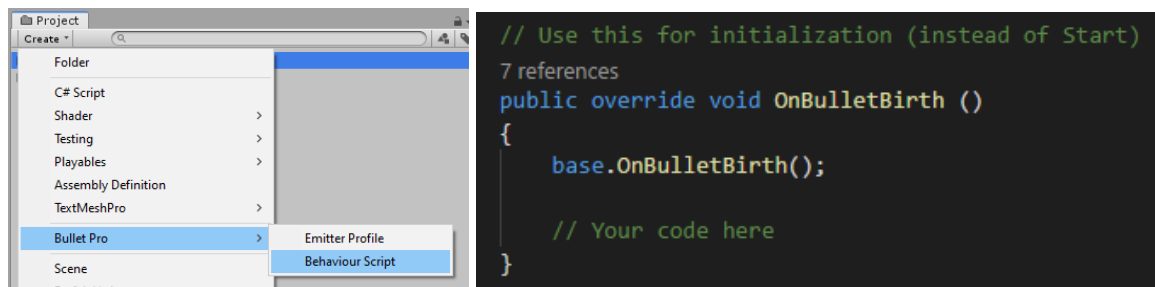 Project
Create
Folder
C# Script
Shader
Testing
Playables
Assembly Definition
TextMeshPro
Bullet Pro
Emitter Profile
Behaviour Script
Scene
// Use this for initialization (instead of Start)
7 references
public override void OnBulletBirth ()
{
base.OnBulletBirth();
// Your code here
}